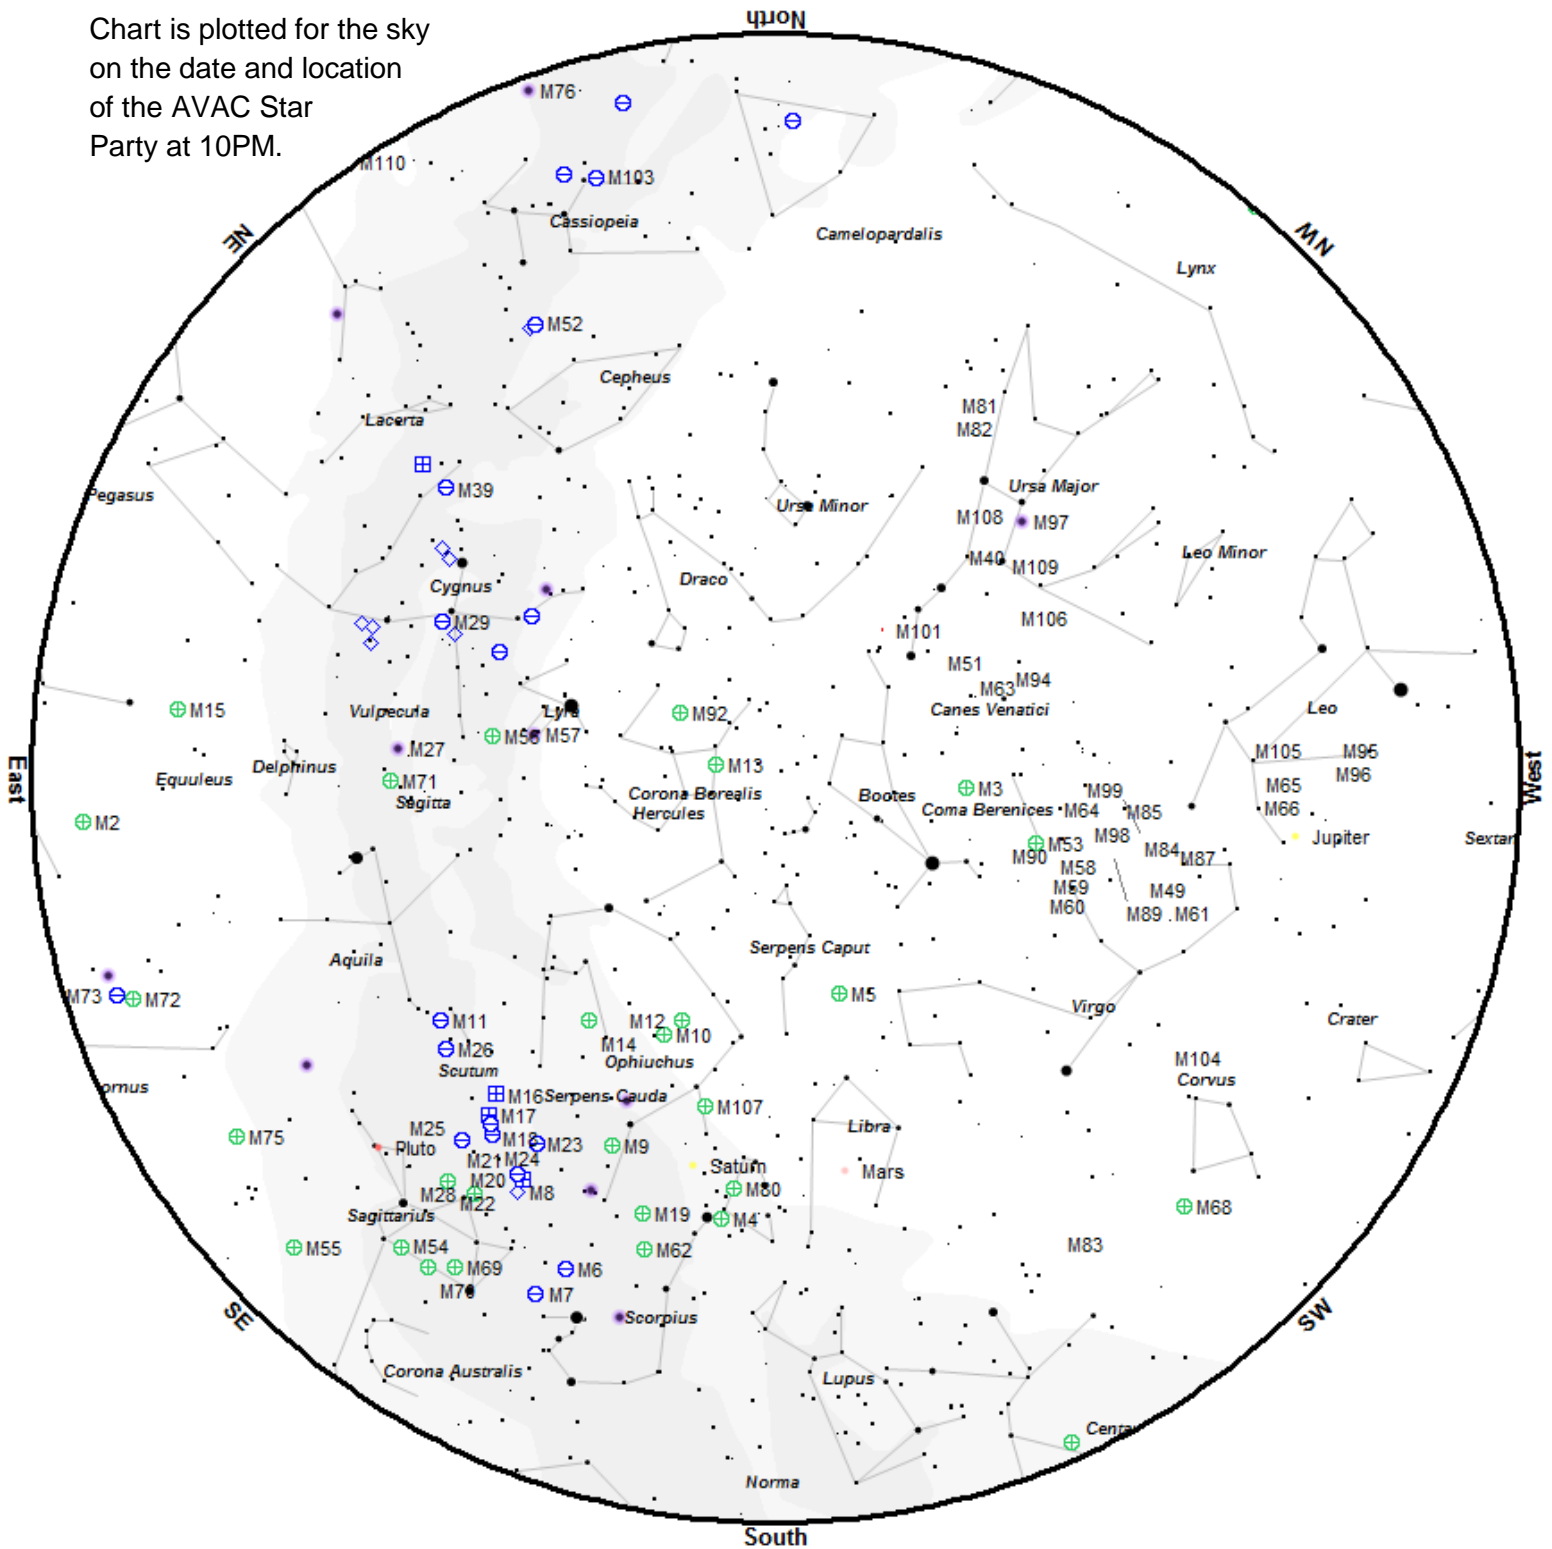 Chart is plotted for the sky
on the date and location
of the AVAC Star
Party at 10PM.
North
M76
M110
M103
Cassiopeia
NE
NW
Camelopardalis
Lynx
M52
Cepheus
M81
Lacerta
M82
Pegasus
M39
Ursa Major
Ursa Minor
M108
M97
Leo Minor
M40
M109
Cygnus
Draco
M29
M106
M101
M51
M94
M63
M15
Vulpecula
Lyra
M92
Canes Venatici
Leo
M56
M57
M27
M105
M95
East
Equuleus
Delphinus
M71
M13
M96
West
Sagitta
Corona Borealis
Hercules
Bootes
M3
Coma Berenices
M99
M65
M64
M85
M66
M2
M98
Jupiter
Sextan
M53
M90
M84
M87
M58
M59
M49
M60
M89
M61
Aquila
Serpens Caput
M73
M72
M5
Virgo
M11
M12
M10
Crater
M14
M26
Ophiuchus
Scutum
M104
Corvus
ornus
M16
Serpens Cauda
M17
M107
M25
Libra
M75
Pluto
M18
M23
M9
M21
M24
Saturn
Mars
M20
M28
M8
M80
M22
Sagittarius
M19
M4
M68
M55
M54
M62
M83
M69
M6
M70
M7
SE
SW
Scorpius
Corona Australis
Lupus
Centau
Norma
South